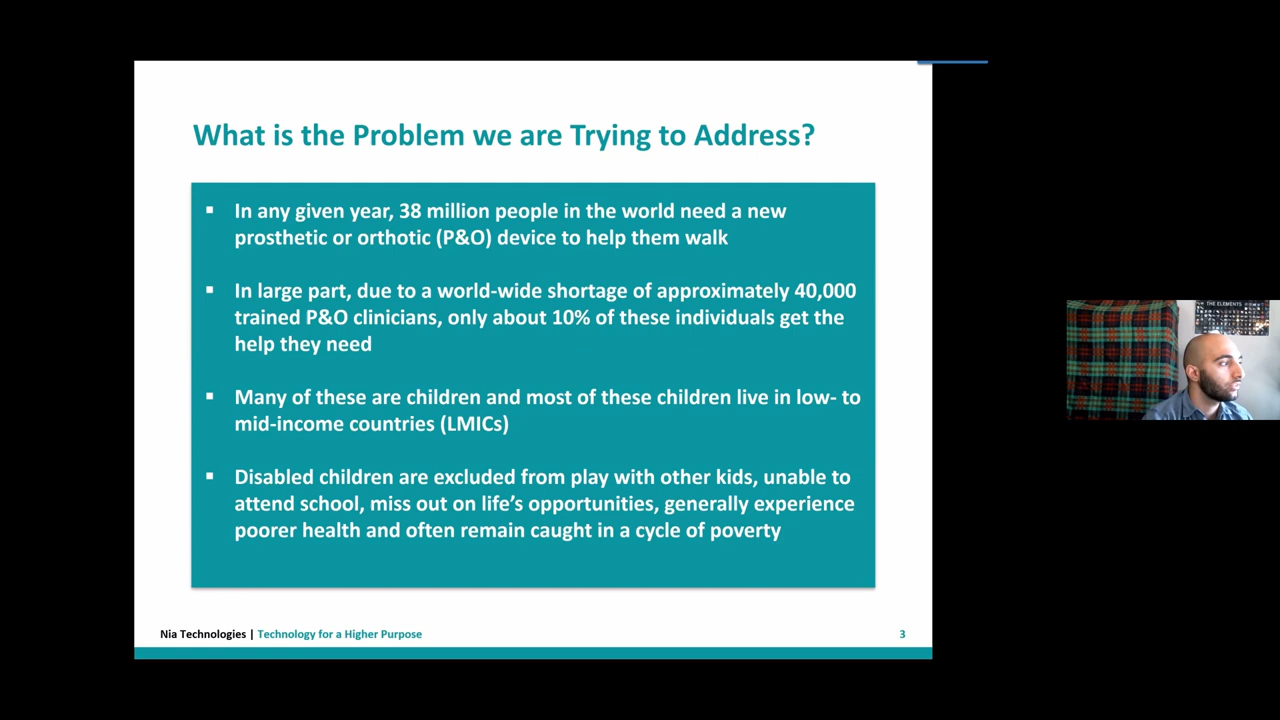 What is the Problem we are Trying to Address?
▪ In any given year, 38 million people in the world need a new
prosthetic or orthotic (P&O) device to help them walk
▪ In large part, due to a world-wide shortage of approximately 40,000
trained P&O clinicians, only about 10% of these individuals get the
help they need
▪ Many of these are children and most of these children live in low- to
mid-income countries (LMICs)
▪ Disabled children are excluded from play with other kids, unable to
attend school, miss out on life’s opportunities, generally experience
poorer health and often remain caught in a cycle of poverty
Nia Technologies | Technology for a Higher Purpose
3
THE ELEMENTS